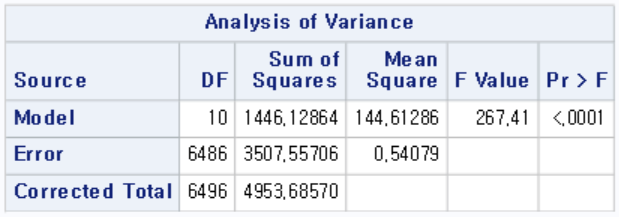 Analysis of Variance
Source DF Sum of Squares Mean Square F Value Pr > F
Model 10 1446,12864 144,61286 267,41 <,0001
Error 6486 3507,55706 0,54079
Corrected Total 6496 4953,68570